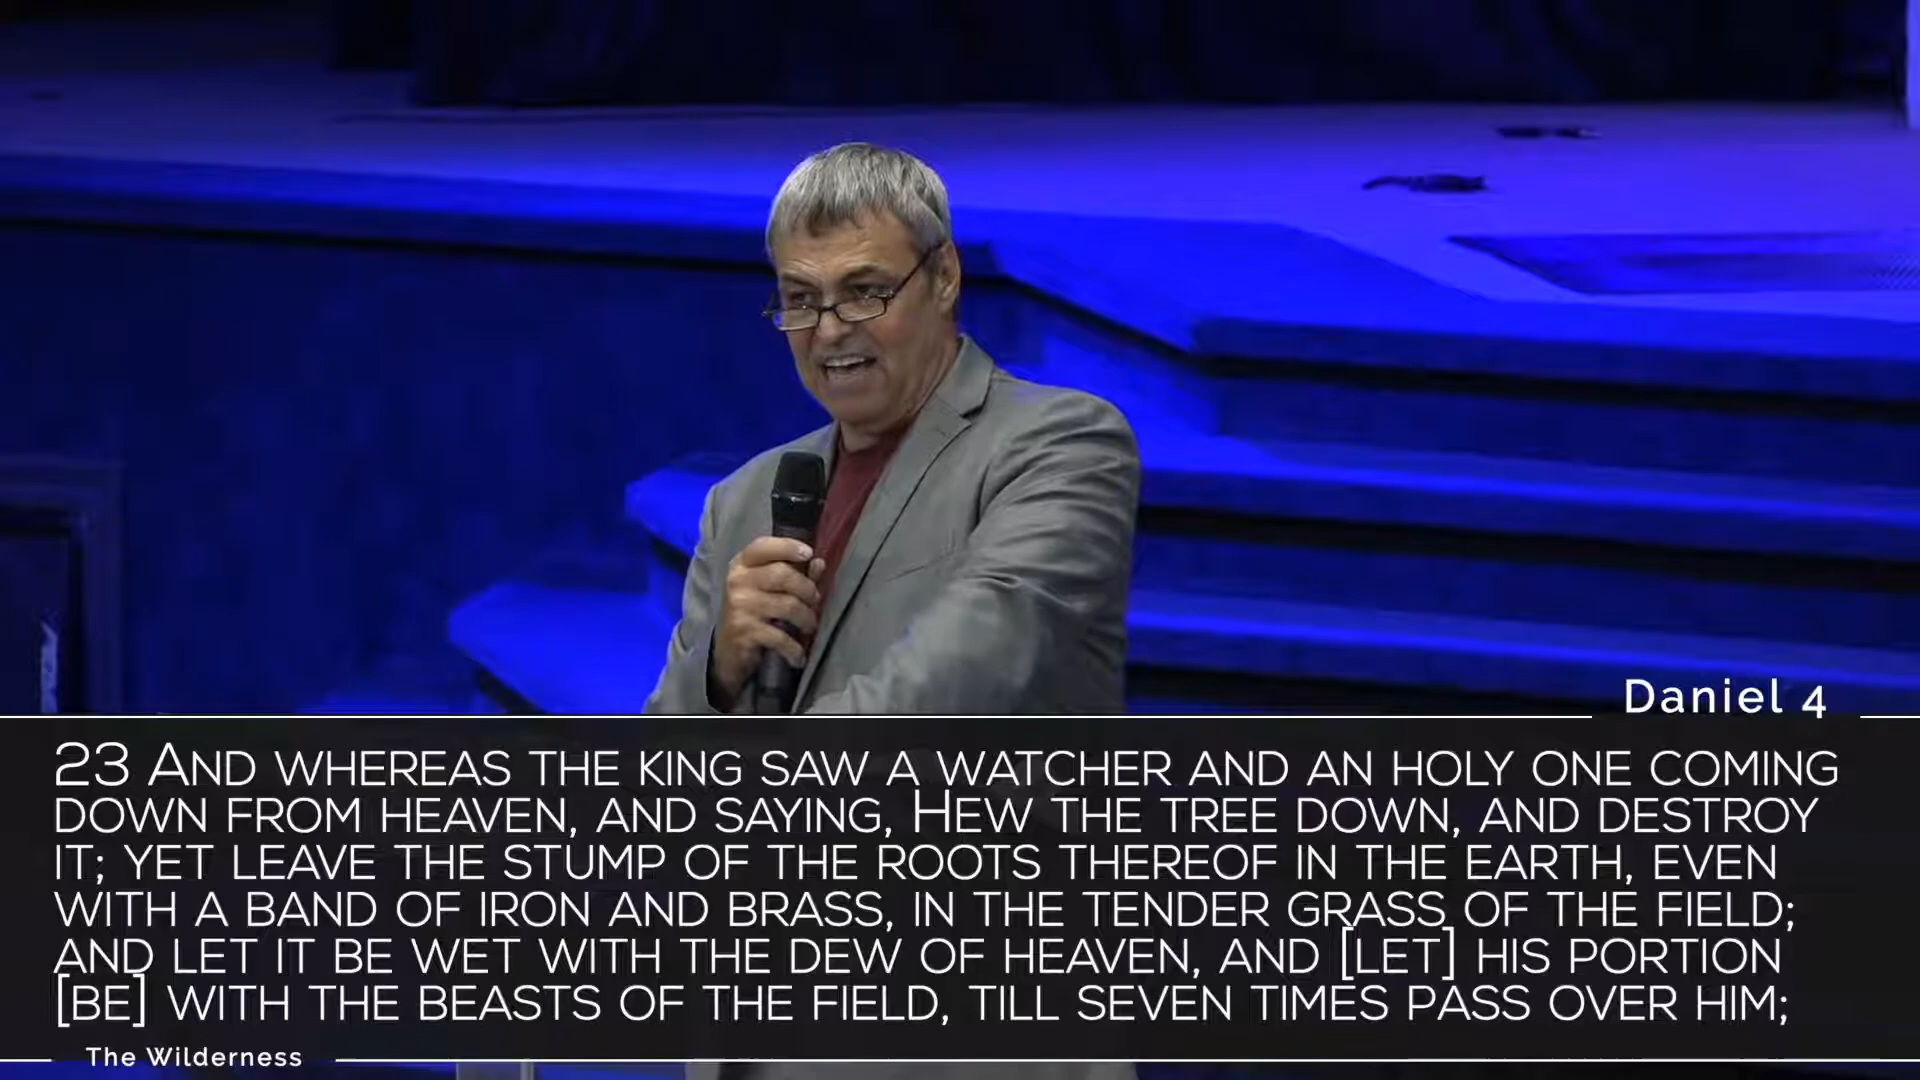 Daniel 4
23 And whereas the king saw a watcher and an holy one coming
down from heaven, and saying, Hew the tree down, and destroy
it; yet leave the stump of the roots thereof in the earth, even
with a band of iron and brass, in the tender grass of the field;
and let it be wet with the dew of heaven, and [let] his portion
[be] with the beasts of the field, till seven times pass over him;
The Wilderness